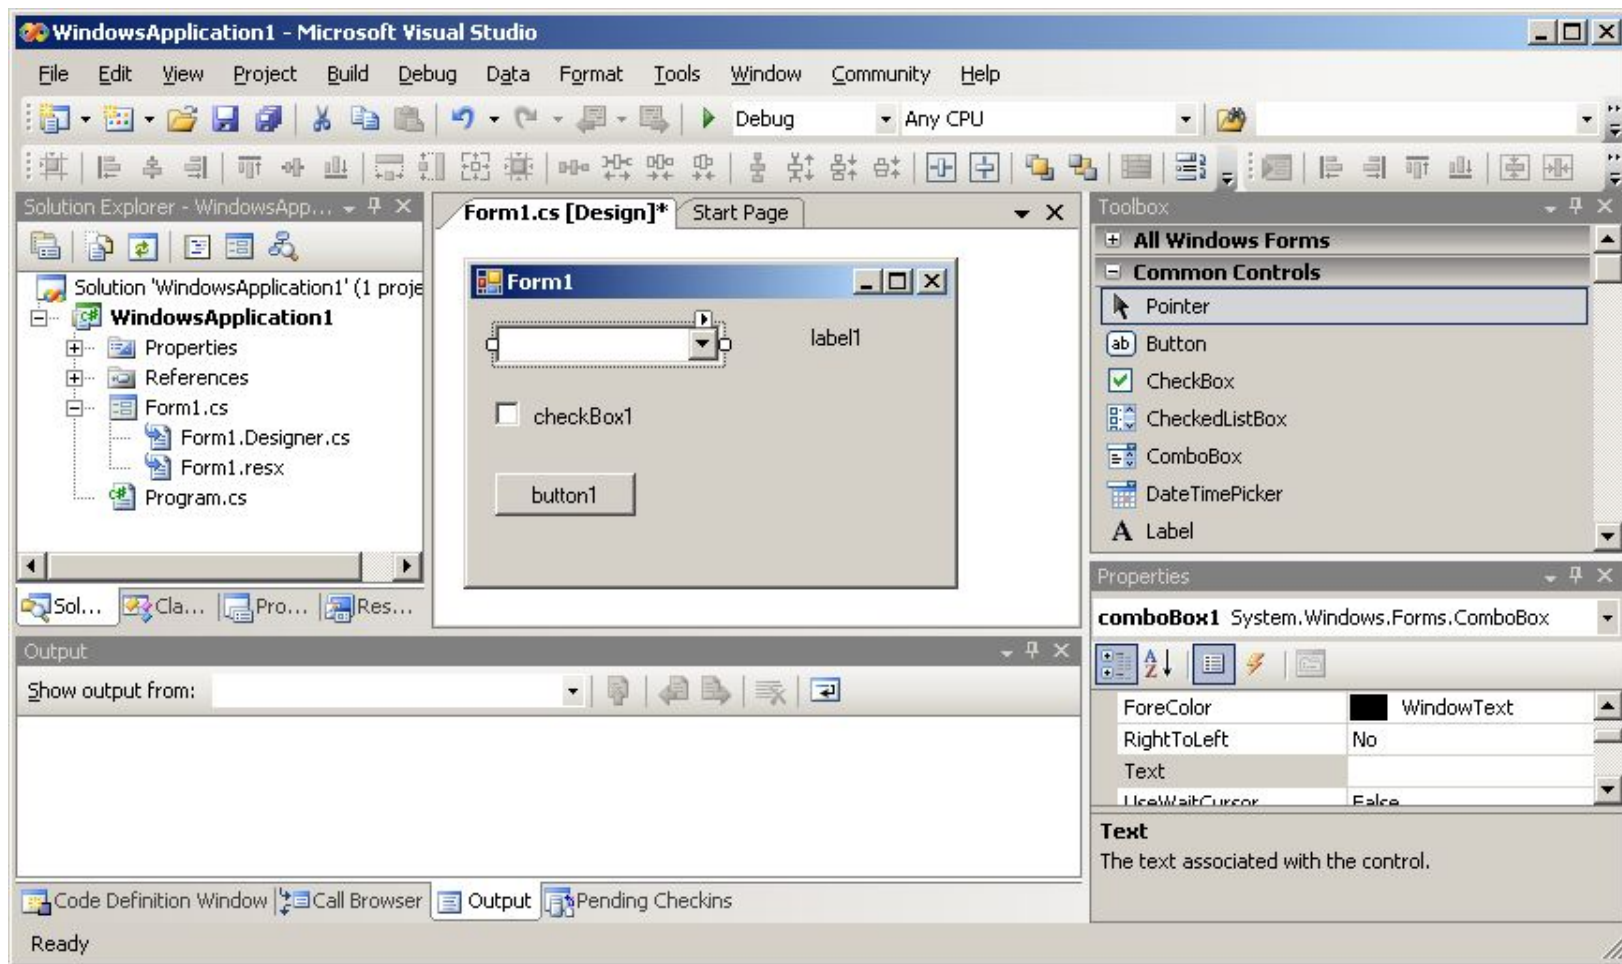 WindowsApplication1 - Microsoft Visual Studio
File Edit View Project Build Debug Data Format Tools Window Community Help
Debug Any CPU
Solution Explorer - WindowsApp...
Solution 'WindowsApplication1' (1 proje
WindowsApplication1
Properties
References
Form1.cs
Form1.Designer.cs
Form1.resx
Program.cs
Sol... Cla... Pro... Res...
Form1.cs [Design]* Start Page
Form1
label1
checkBox1
button1
Toolbox
All Windows Forms
Common Controls
Pointer
ab Button
CheckBox
CheckedListBox
ComboBox
DateTimePicker
A Label
Properties
comboBox1 System.Windows.Forms.ComboBox
ForeColor WindowText
RightToLeft No
Text
UseWaitCursor False
Text
The text associated with the control.
Output
Show output from:
Code Definition Window Call Browser Output Pending Checkins
Ready